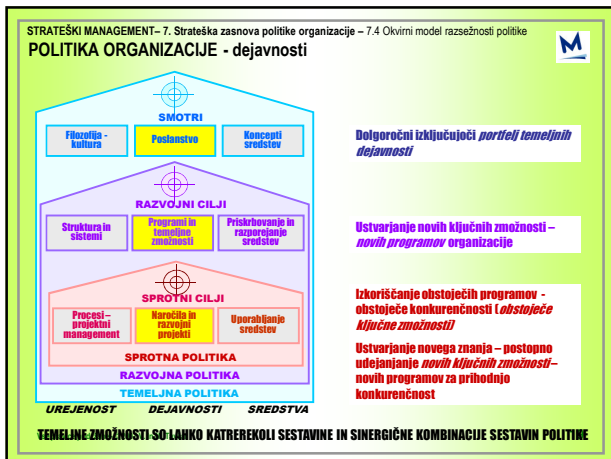 STRATEŠKI MANAGEMENT– 7. Strateška zasnova politike organizacije – 7.4 Okvirni model razsežnosti politike
POLITIKA ORGANIZACIJE - dejavnosti
M
SMOTRI
Filozofija - kultura
Poslanstvo
Koncepti sredstev
Dolgoročni izključujoči portfelj temeljnih
dejavnosti
RAZVOJNI CILJI
Struktura in sistemi
Programi in temeljne zmožnosti
Priskrbovanje in razporejanje sredstev
Ustvarjanje novih ključnih zmožnosti –
novih programov organizacije
SPROTNI CILJI
Procesi – projektni management
Naročila in razvojni projekti
Uporabljanje sredstev
Izkoriščanje obstoječih programov -
obstoječe konkurenčnosti (obstoječe
ključne zmožnosti)
Ustvarjanje novega znanja – postopno
udejanjanje novih ključnih zmožnosti –
novih programov za prihodnjo
konkurenčnost
SPROTNA POLITIKA
RAZVOJNA POLITIKA
TEMELJNA POLITIKA
UREJENOST DEJAVNOSTI SREDSTVA
TEMELJNE ZMOŽNOSTI SO LAHKO KATREREKOLI SESTAVINE IN SINERGIČNE KOMBINACIJE SESTAVIN POLITIKE